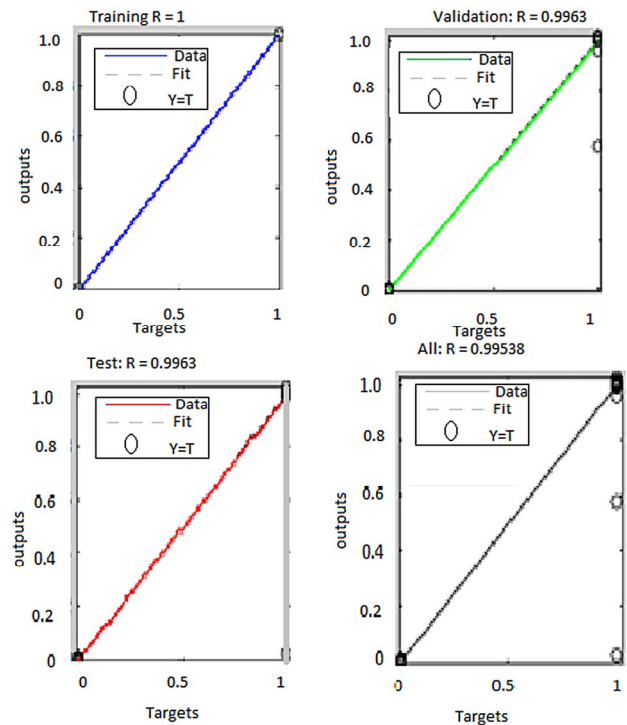 Training R = 1
1.0
0.8
0.6
0.4
0.2
0
outputs
Data
Fit
Y=T
0
0.5
1
Targets
Validation: R = 0.9963
1.0
0.8
0.6
0.4
0.2
0
outputs
Data
Fit
Y=T
0
0.5
1
Targets
Test: R = 0.9963
1.0
0.8
0.6
0.4
0.2
0
outputs
Data
Fit
Y=T
0
0.5
1
Targets
All: R = 0.99538
1.0
0.8
0.6
0.4
0.2
0
outputs
Data
Fit
Y=T
0
0.5
1
Targets